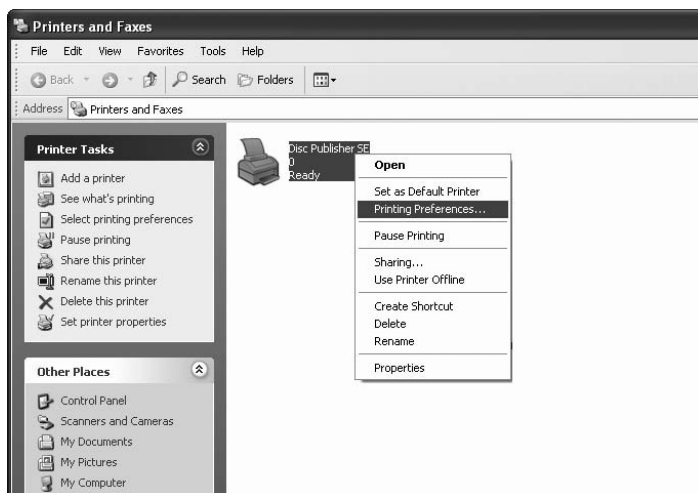 Printers and Faxes
File Edit View Favorites Tools Help
Back Search Folders
Address Printers and Faxes
Printer Tasks
Add a printer
See what's printing
Select printing preferences
Pause printing
Share this printer
Rename this printer
Delete this printer
Set printer properties
Other Places
Control Panel
Scanners and Cameras
My Documents
My Pictures
My Computer
Disc Publisher SE
0
Ready
Open
Set as Default Printer
Printing Preferences...
Pause Printing
Sharing...
Use Printer Offline
Create Shortcut
Delete
Rename
Properties